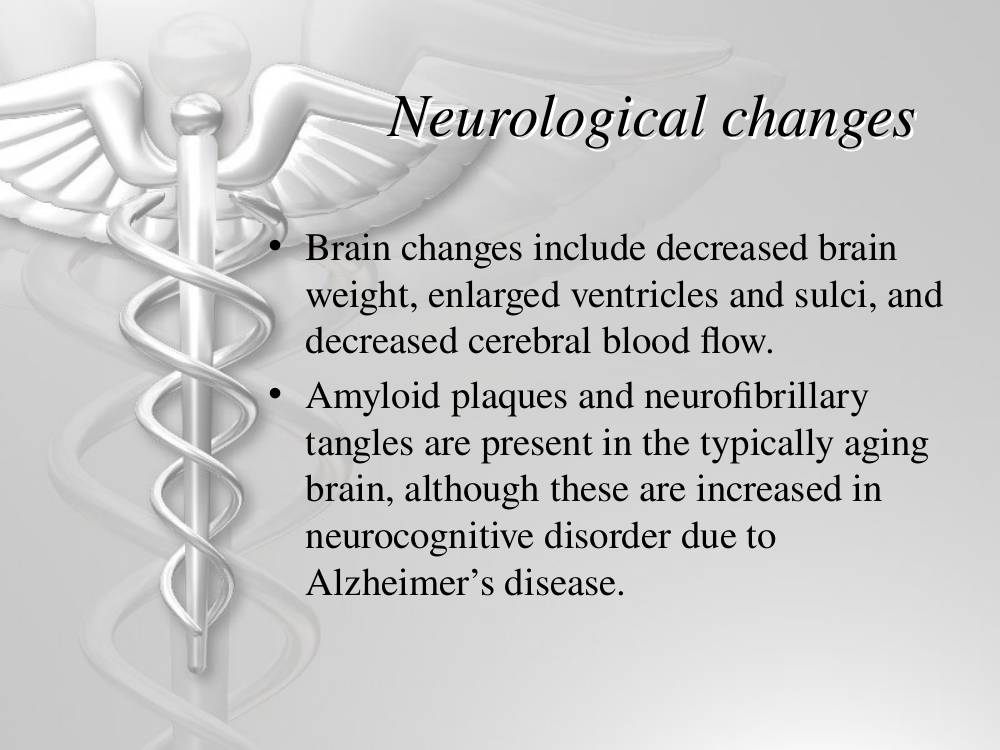 Neurological changes
• Brain changes include decreased brain
weight, enlarged ventricles and sulci, and
decreased cerebral blood flow.
• Amyloid plaques and neurofibrillary
tangles are present in the typically aging
brain, although these are increased in
neurocognitive disorder due to
Alzheimer’s disease.